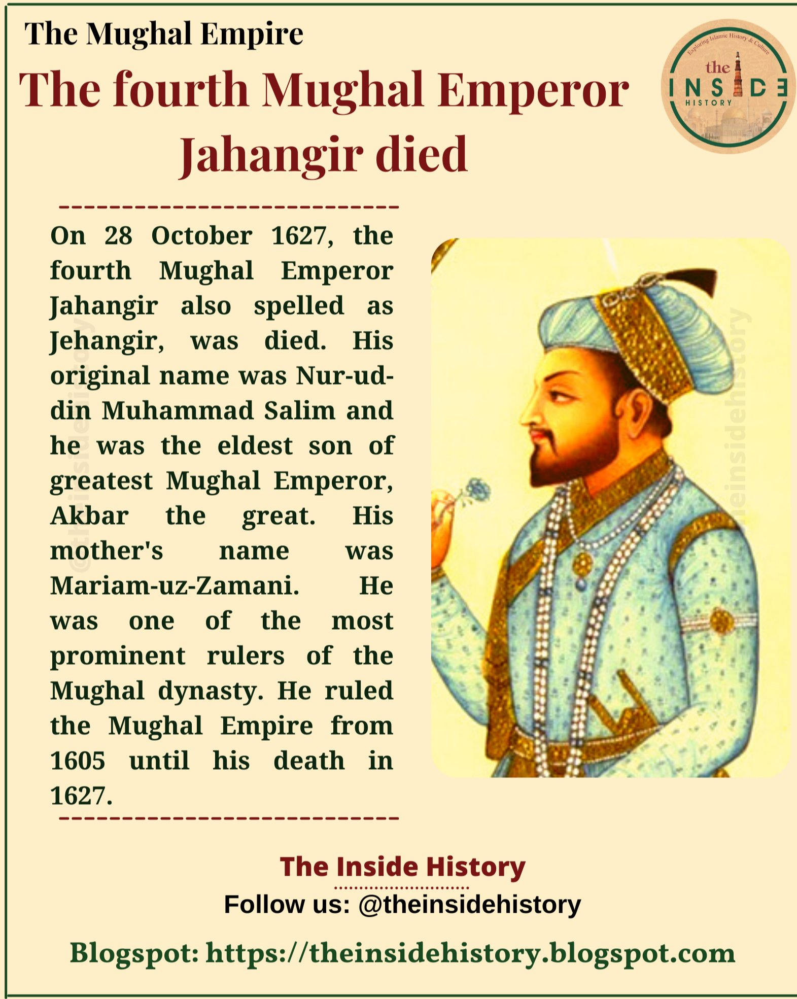 The Mughal Empire
The fourth Mughal Emperor
Jahangir died
Exploring Islamic History & Culture
the
INSIDE
HISTORY
On 28 October 1627, the
fourth Mughal Emperor
Jahangir also spelled as
Jehangir, was died. His
original name was Nur-ud-
din Muhammad Salim and
he was the eldest son of
greatest Mughal Emperor,
Akbar the great. His
mother's name was
Mariam-uz-Zamani. He
was one of the most
prominent rulers of the
Mughal dynasty. He ruled
the Mughal Empire from
1605 until his death in
1627.
@theinsidehistory
theinsidehistory
The Inside History
Follow us: @theinsidehistory
Blogspot: https://theinsidehistory.blogspot.com